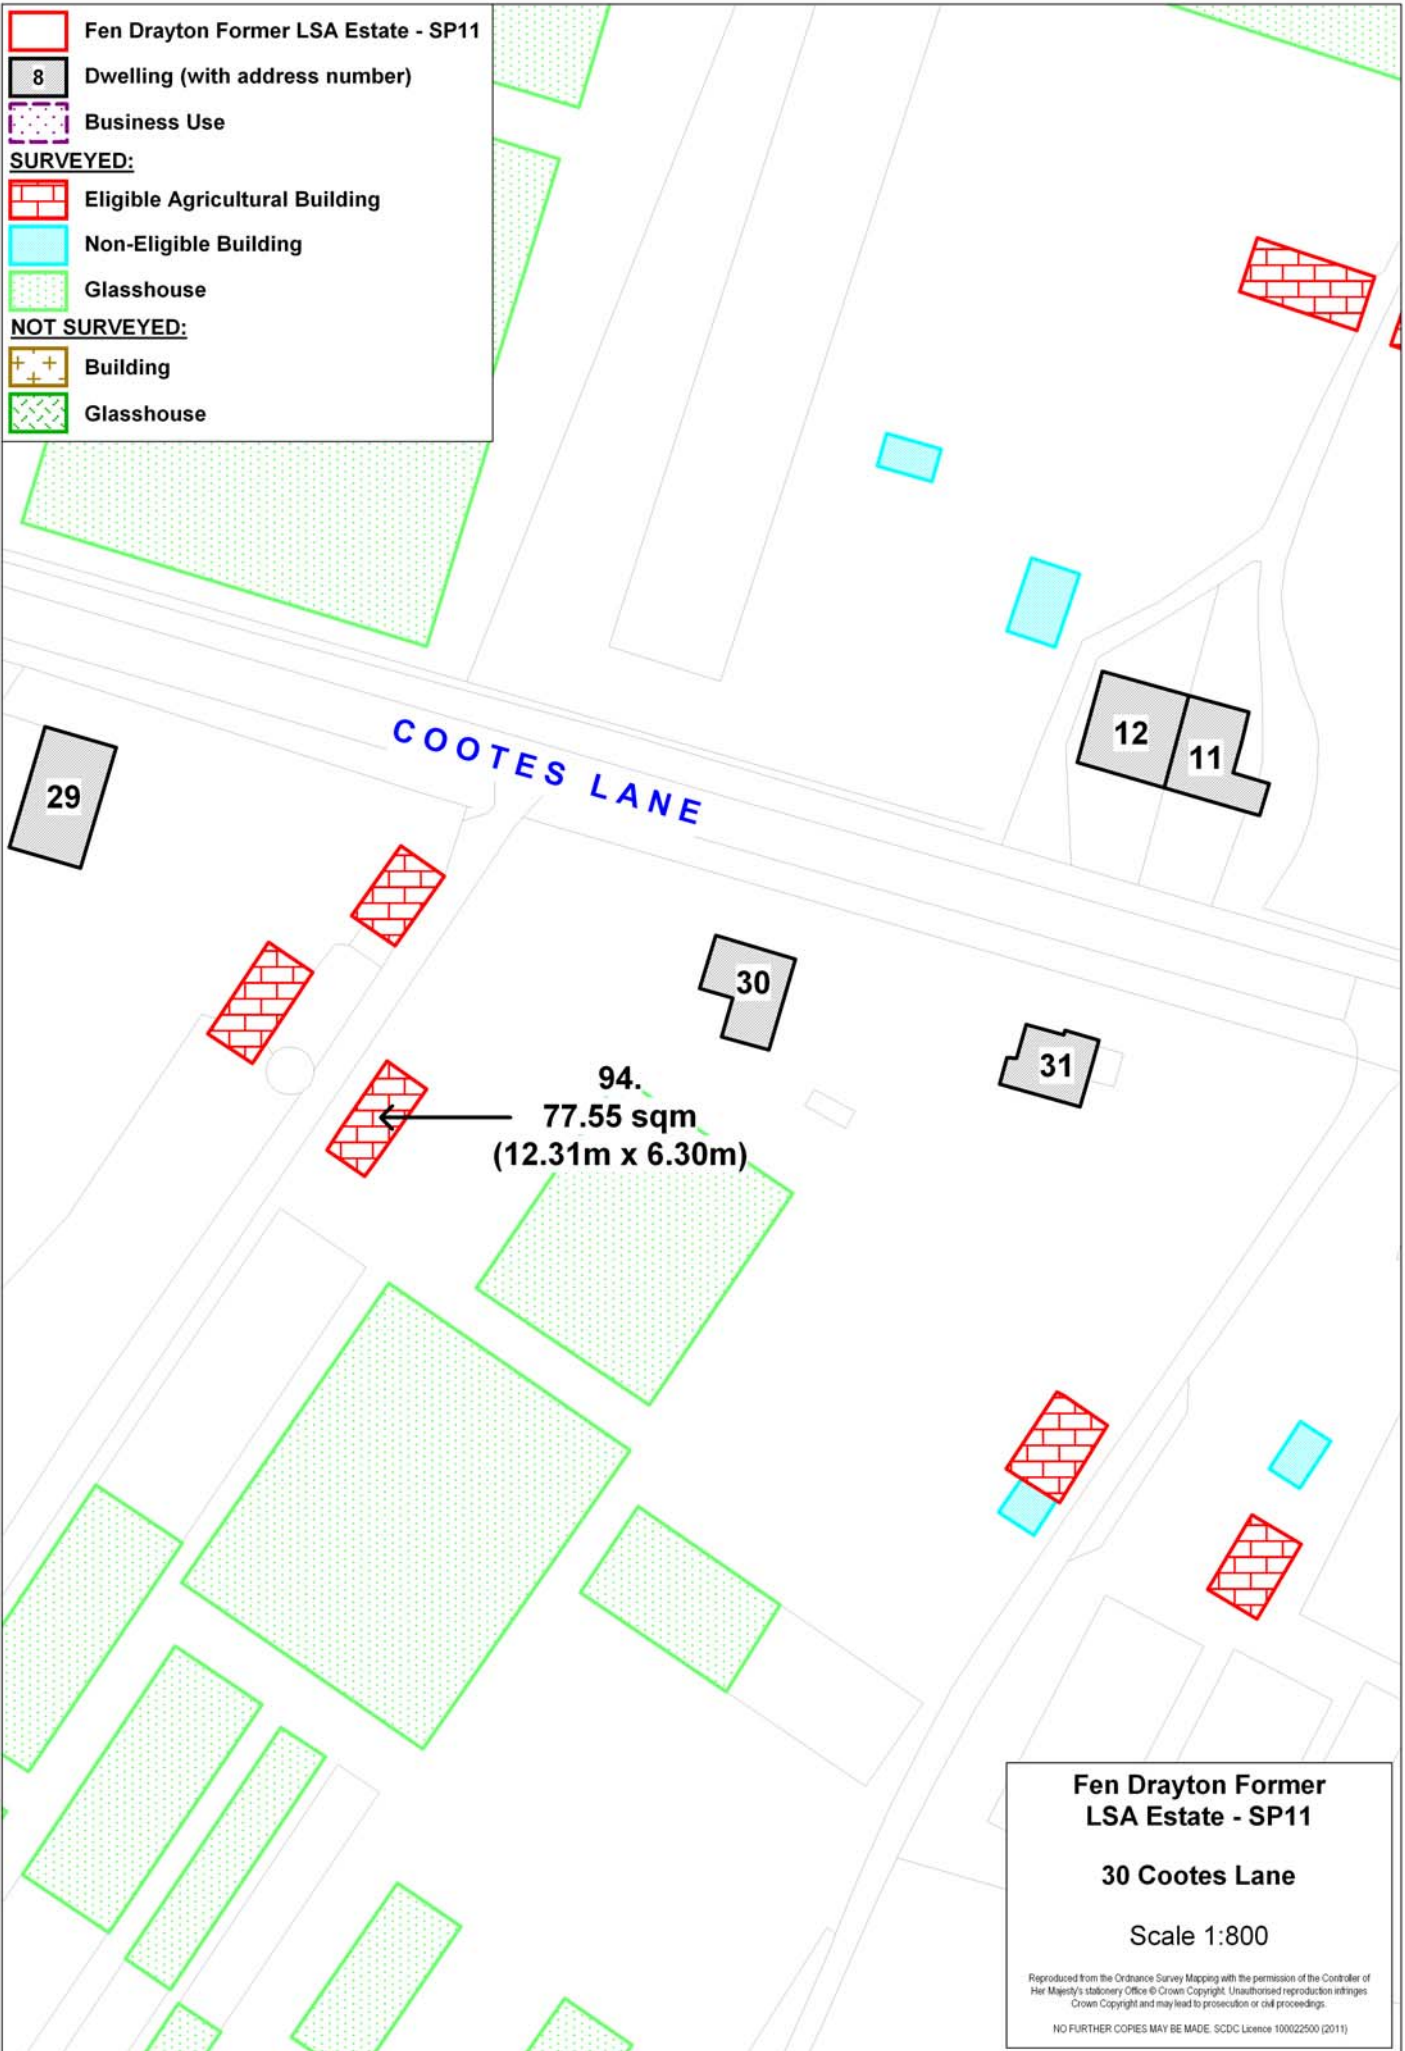 Fen Drayton Former LSA Estate - SP11
8 Dwelling (with address number)
Business Use
SURVEYED:
Eligible Agricultural Building
Non-Eligible Building
Glasshouse
NOT SURVEYED:
Building
Glasshouse
12
11
COOTES LANE
29
30
31
94.
77.55 sqm
(12.31m x 6.30m)
Fen Drayton Former
LSA Estate - SP11
30 Cootes Lane
Scale 1:800
Reproduced from the Ordnance Survey Mapping with the permission of the Controller of
Her Majesty's stationery Office © Crown Copyright. Unauthorised reproduction infringes
Crown Copyright and may lead to prosecution or civil proceedings.
NO FURTHER COPIES MAY BE MADE. SCDC Licence 100022500 (2011)